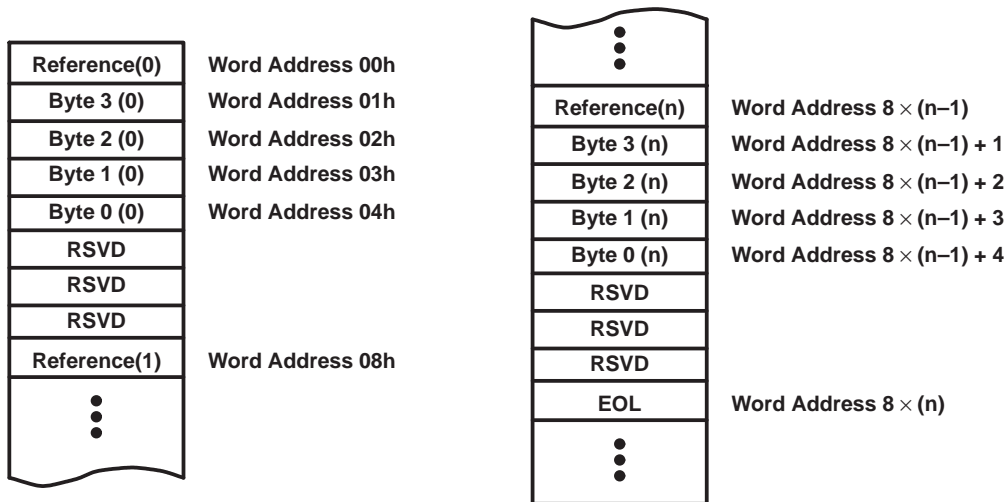 Reference(0) Word Address 00h
Byte 3 (0) Word Address 01h
Byte 2 (0) Word Address 02h
Byte 1 (0) Word Address 03h
Byte 0 (0) Word Address 04h
RSVD
RSVD
RSVD
Reference(1) Word Address 08h
Reference(n) Word Address 8 × (n–1)
Byte 3 (n) Word Address 8 × (n–1) + 1
Byte 2 (n) Word Address 8 × (n–1) + 2
Byte 1 (n) Word Address 8 × (n–1) + 3
Byte 0 (n) Word Address 8 × (n–1) + 4
RSVD
RSVD
RSVD
EOL Word Address 8 × (n)